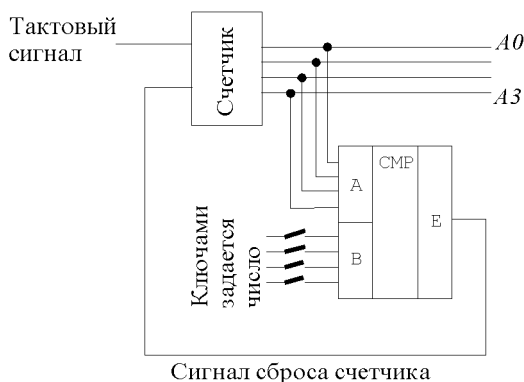 Тактовый
сигнал
Счетчик
A0
A3
CMP
A
E
B
Ключами
задается
число
Сигнал сброса счетчика